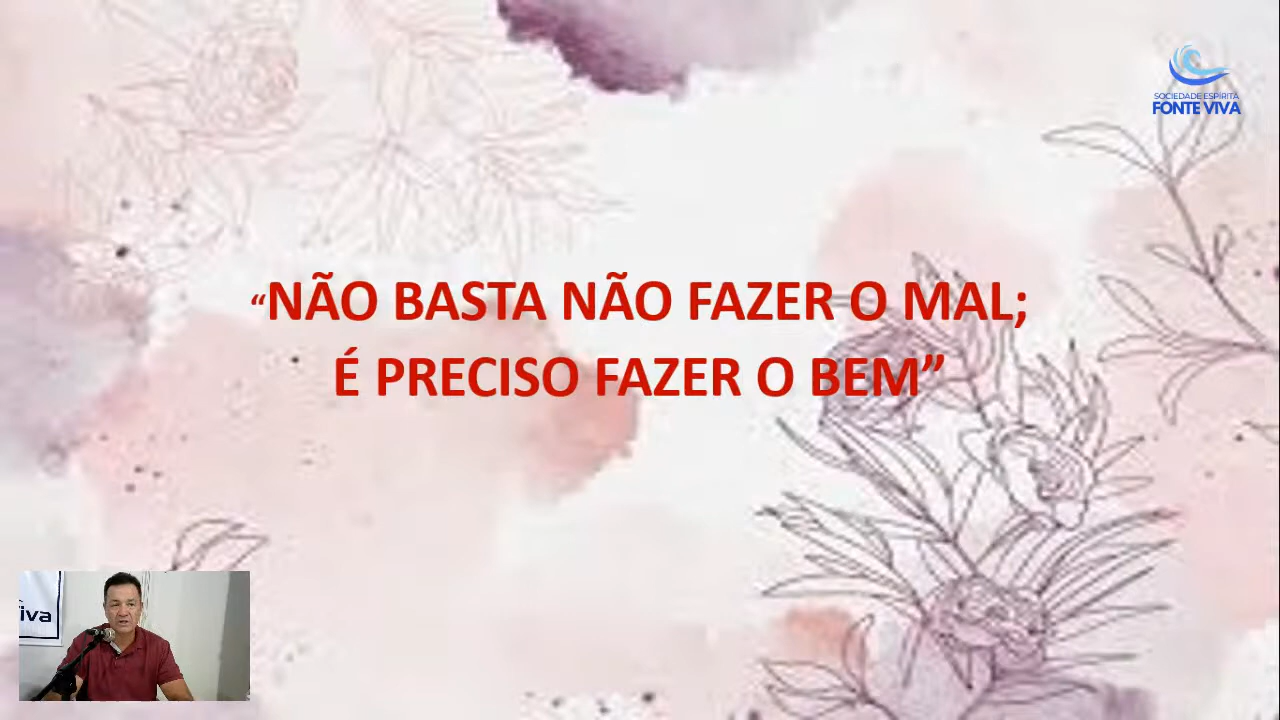 SOCIEDADE ESPÍRITA
FONTE VIVA
“NÃO BASTA NÃO FAZER O MAL;
É PRECISO FAZER O BEM”
iva